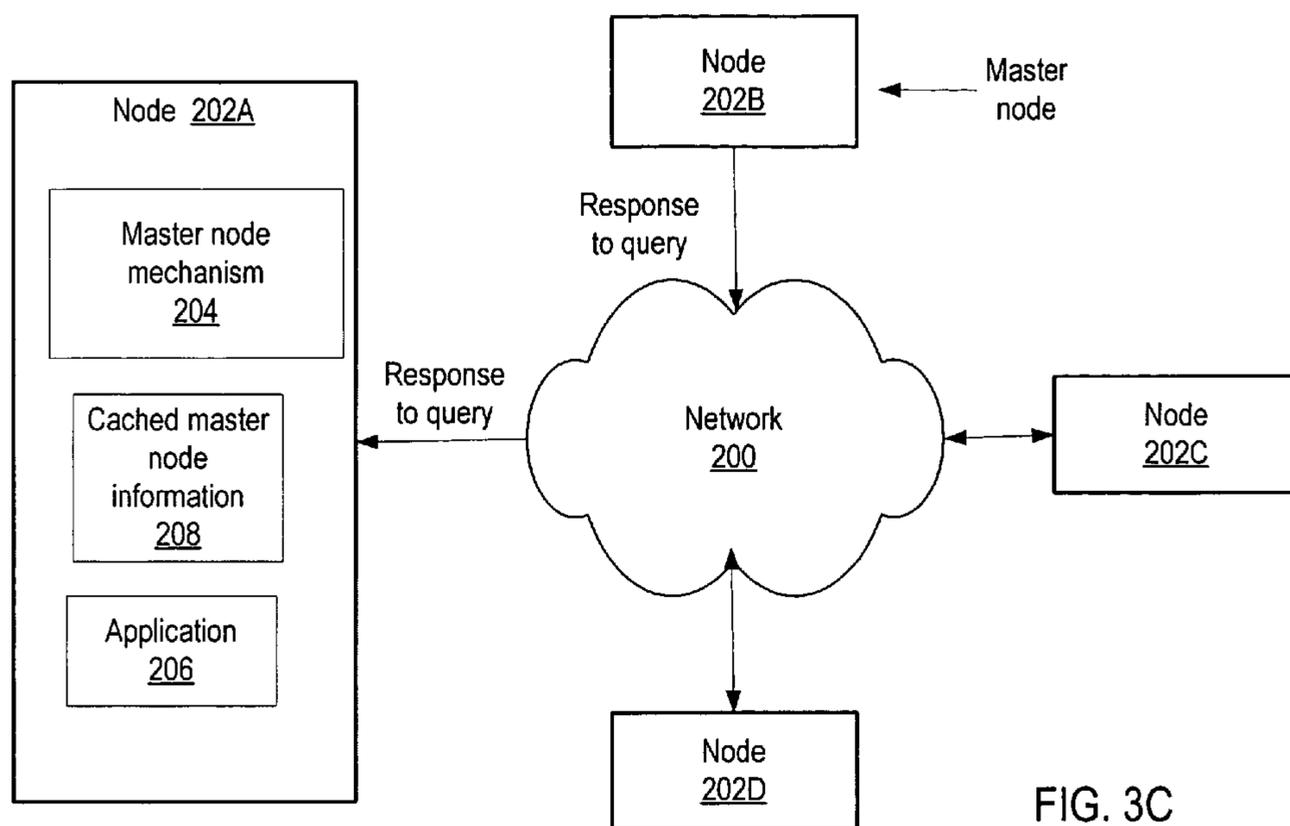 Node 202A
Master node
mechanism
204
Cached master
node
information
208
Application
206
Response
to query
Node
202B
Master
node
Response
to query
Network
200
Node
202C
Node
202D
FIG. 3C